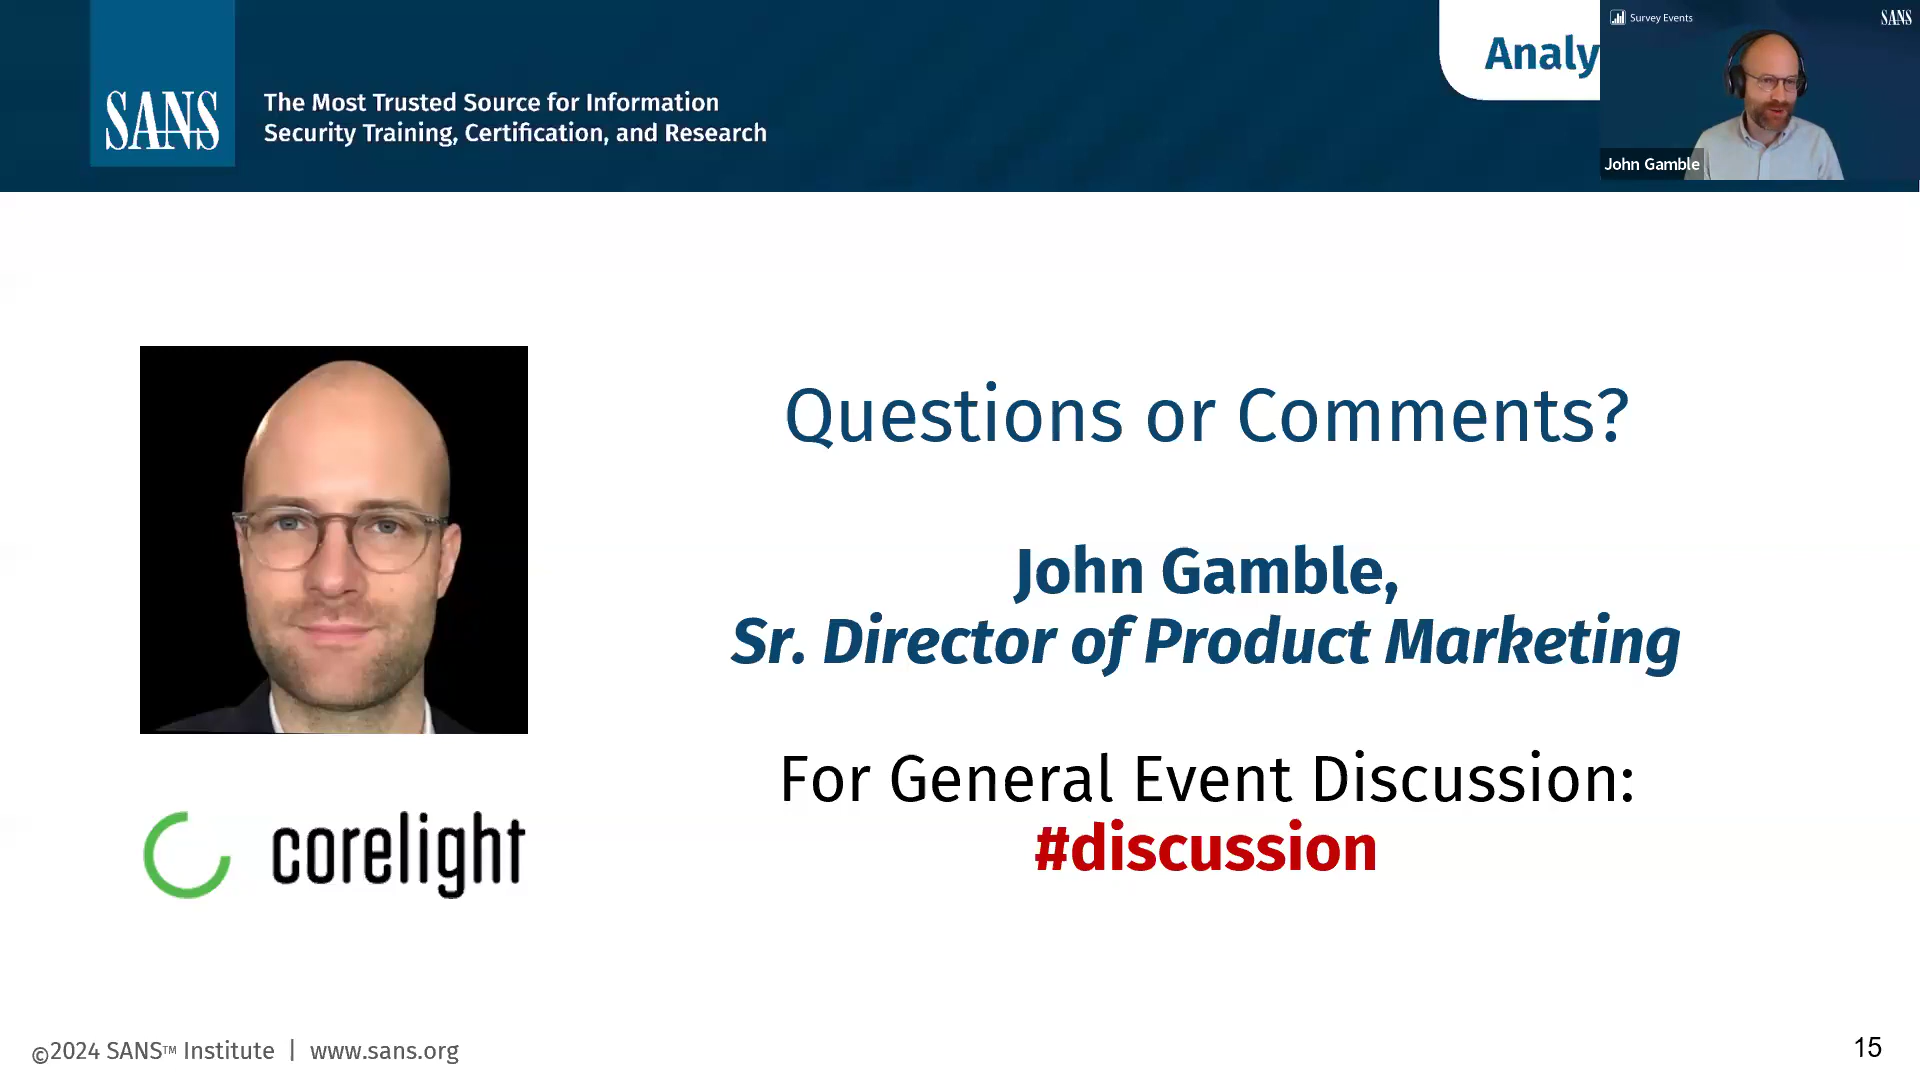 SANS
The Most Trusted Source for Information
Security Training, Certification, and Research
Analy
Survey Events
SANS
John Gamble
Questions or Comments?
John Gamble,
Sr. Director of Product Marketing
For General Event Discussion:
#discussion
corelight
©2024 SANS™ Institute | www.sans.org
15